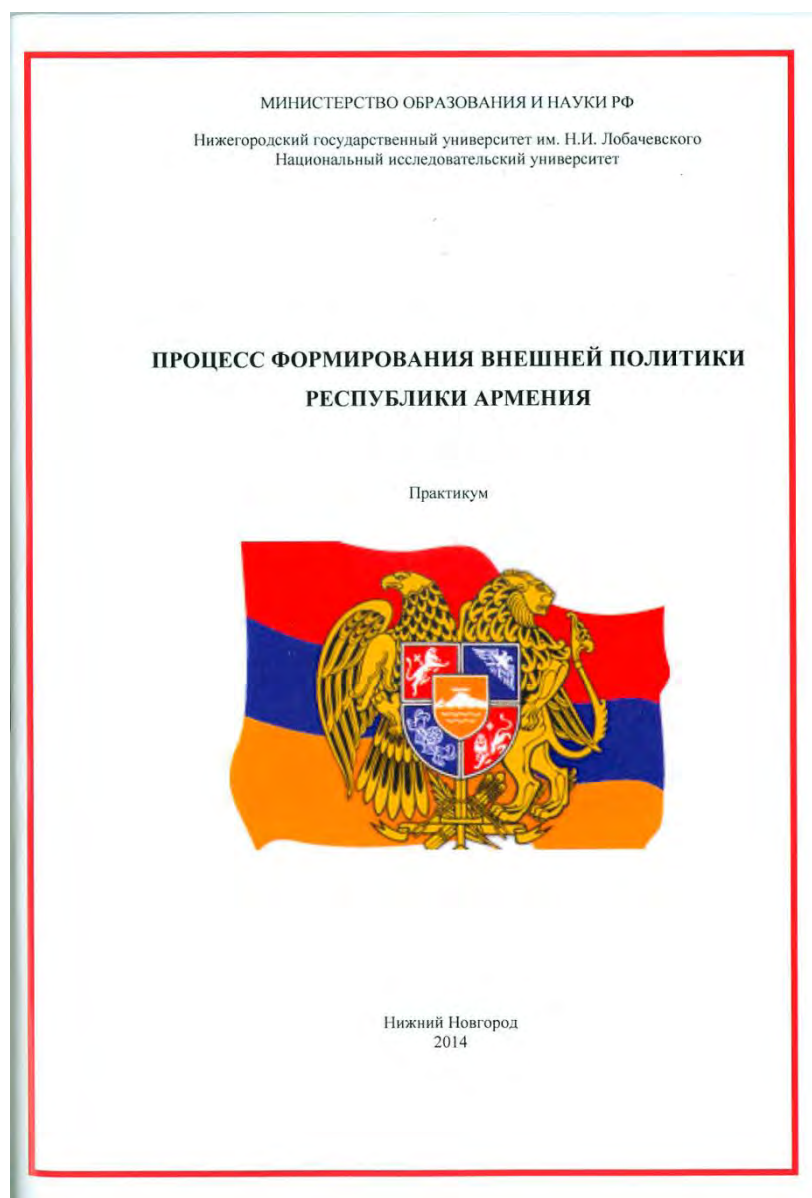 МИНИСТЕРСТВО ОБРАЗОВАНИЯ И НАУКИ РФ
Нижегородский государственный университет им. Н.И. Лобачевского
Национальный исследовательский университет
ПРОЦЕСС ФОРМИРОВАНИЯ ВНЕШНЕЙ ПОЛИТИКИ
РЕСПУБЛИКИ АРМЕНИЯ
Практикум
Нижний Новгород
2014